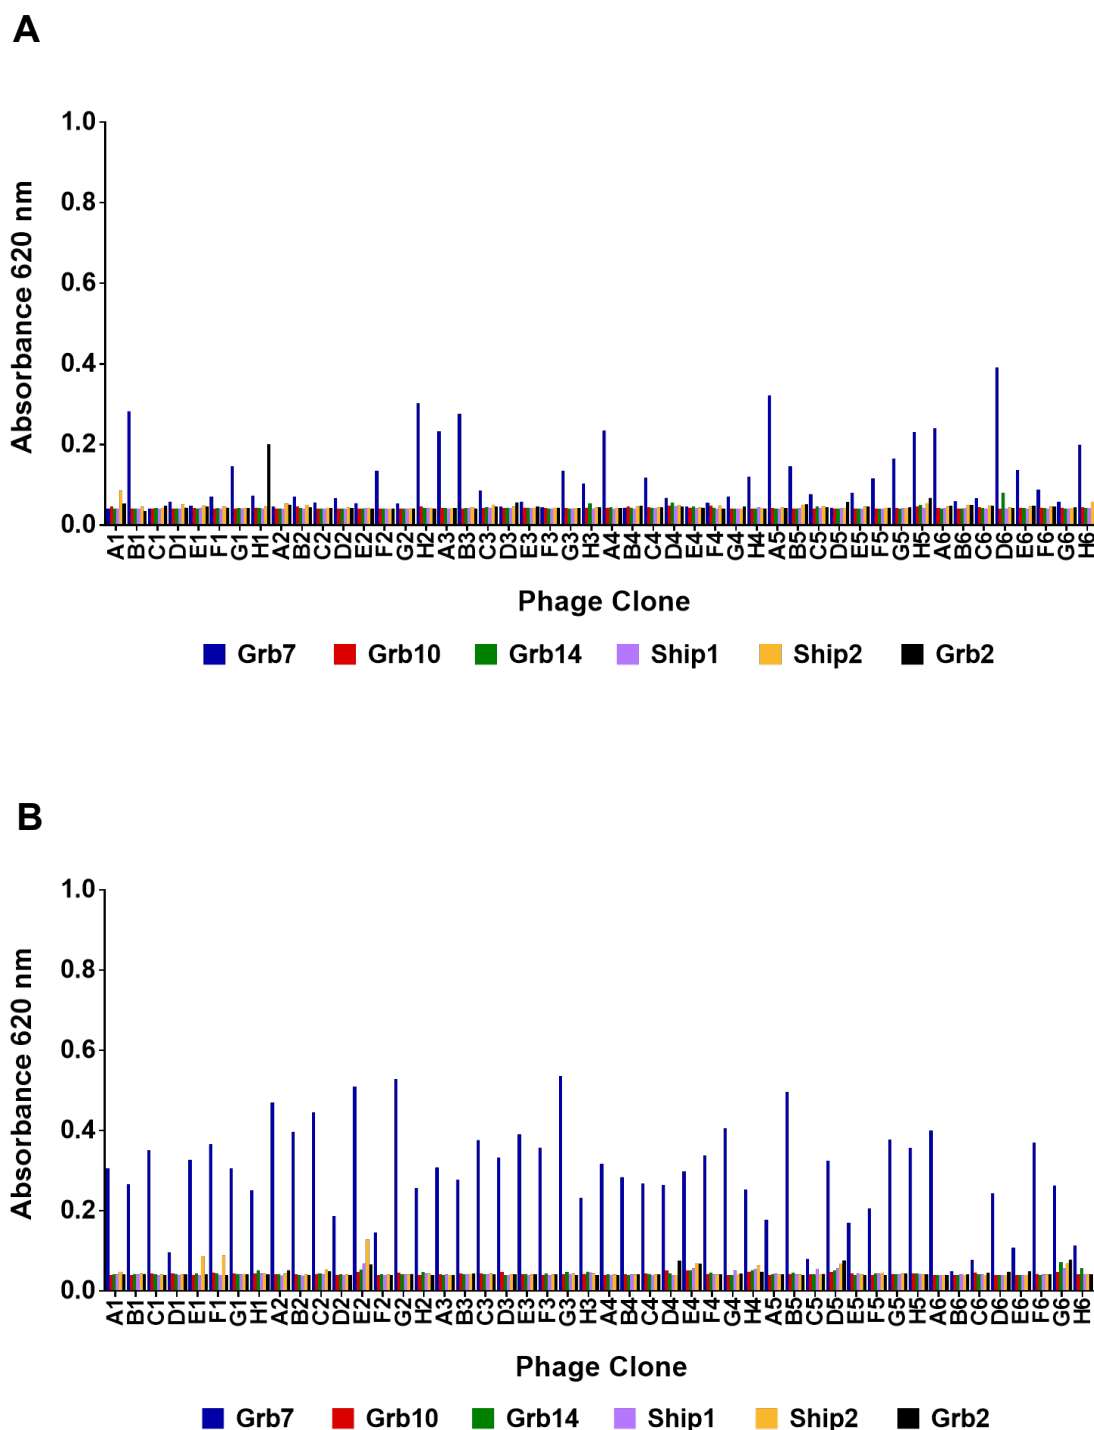 A
1.0
0.8
0.6
0.4
0.2
0.0
Absorbance 620 nm
A1 B1 C1 D1 E1 F1 G1 H1 A2 B2 C2 D2 E2 F2 G2 H2 A3 B3 C3 D3 E3 F3 G3 H3 A4 B4 C4 D4 E4 F4 G4 H4 A5 B5 C5 D5 E5 F5 G5 H5 A6 B6 C6 D6 E6 F6 G6 H6
Phage Clone
Grb7 Grb10 Grb14 Ship1 Ship2 Grb2
B
1.0
0.8
0.6
0.4
0.2
0.0
Absorbance 620 nm
A1 B1 C1 D1 E1 F1 G1 H1 A2 B2 C2 D2 E2 F2 G2 H2 A3 B3 C3 D3 E3 F3 G3 H3 A4 B4 C4 D4 E4 F4 G4 H4 A5 B5 C5 D5 E5 F5 G5 H5 A6 B6 C6 D6 E6 F6 G6 H6
Phage Clone
Grb7 Grb10 Grb14 Ship1 Ship2 Grb2